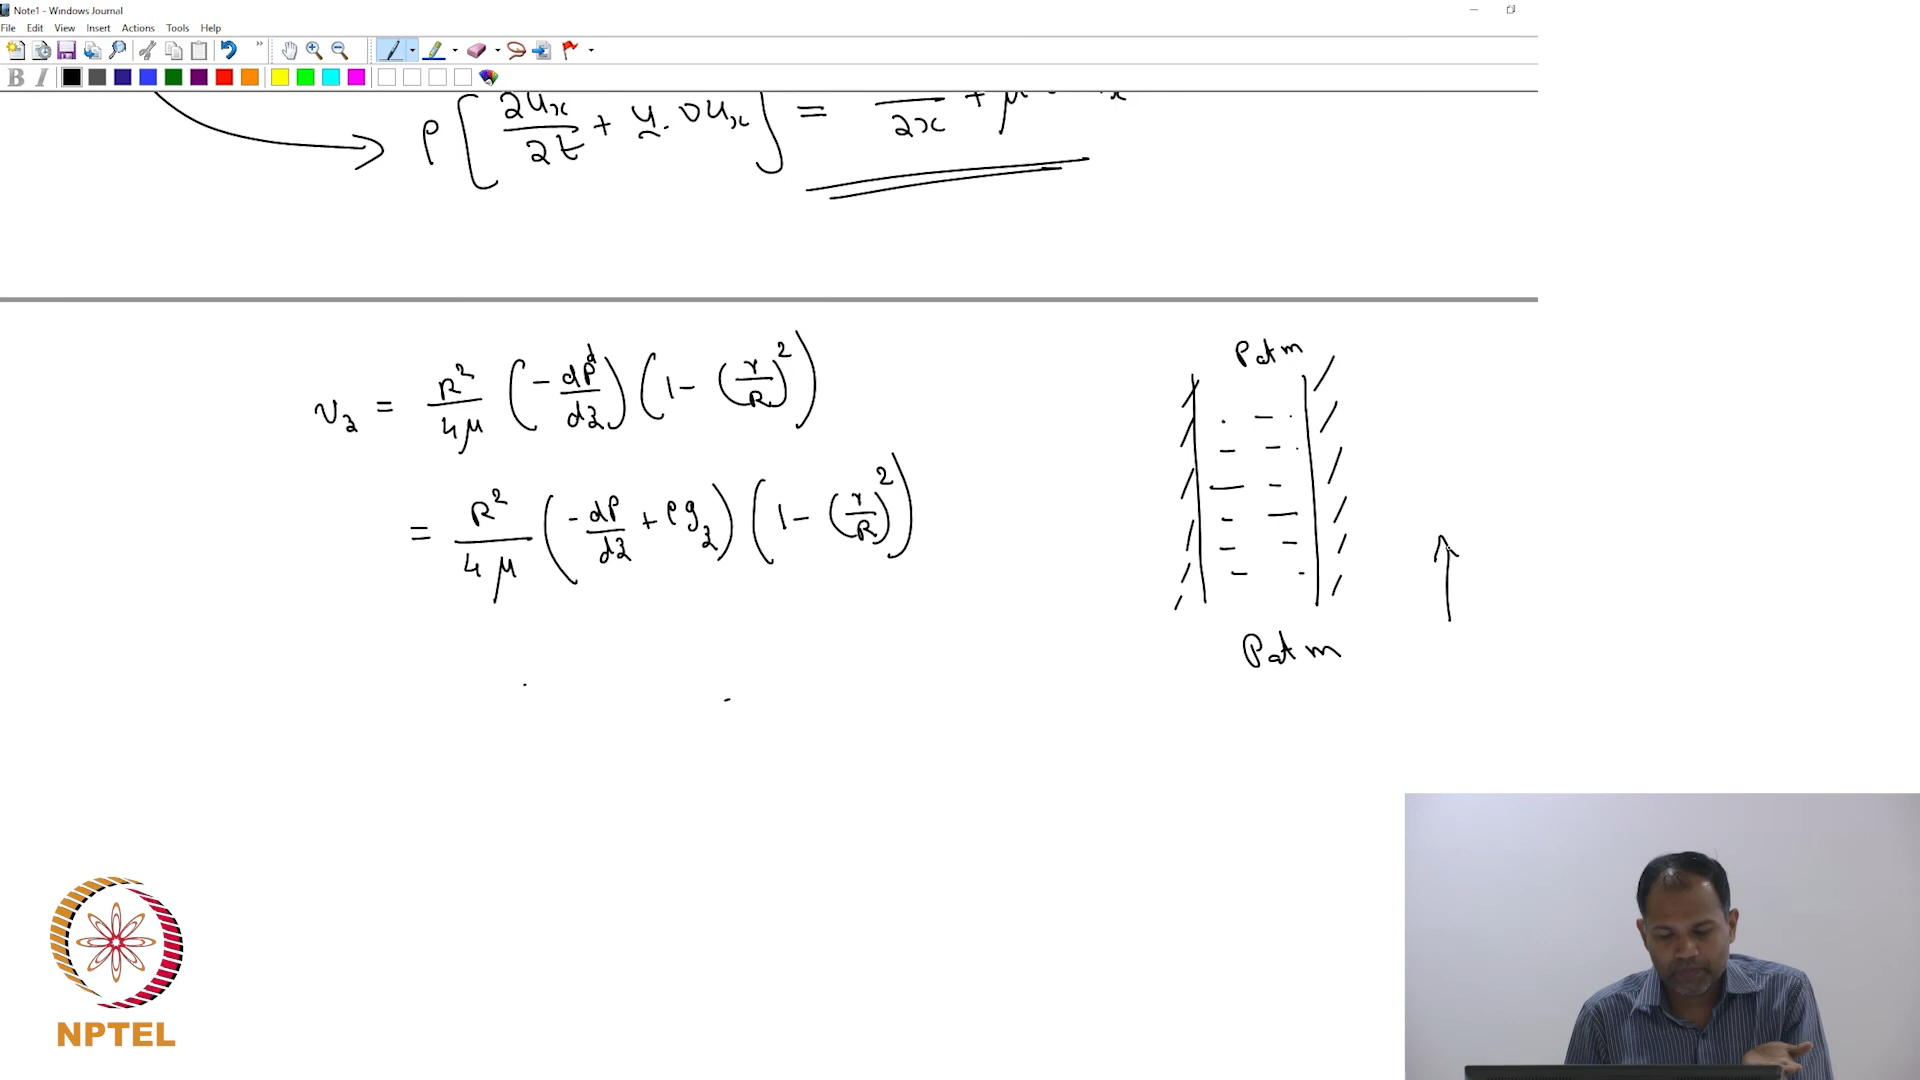 Note1 - Windows Journal
File Edit View Insert Actions Tools Help
B I
ρ [ ∂u_x/∂t + u . ∇u_x ] = /∂x + μ x
v_z = R²/4μ (-dp^d/dz) (1 - (r/R)²)
= R²/4μ (-dp/dz + ρg_z) (1 - (r/R)²)
Patm
Patm
NPTEL